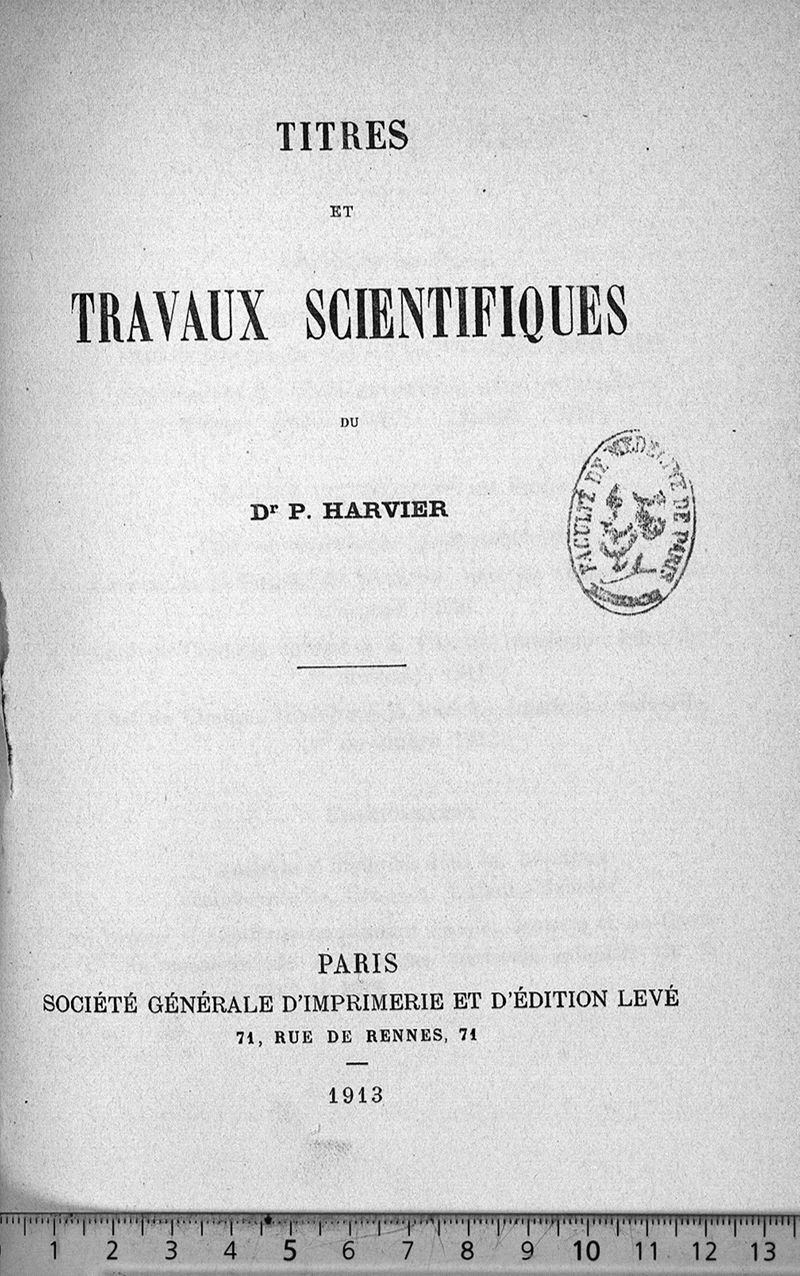 TITRES
ET
TRAVAUX SCIENTIFIQUES
DU
Dr P. HARVIER
FACULTÉ DE MÉDECINE DE PARIS
PARIS
SOCIÉTÉ GÉNÉRALE D'IMPRIMERIE ET D'ÉDITION LEVÉ
71, RUE DE RENNES, 71
1913
1 2 3 4 5 6 7 8 9 10 11 12 13